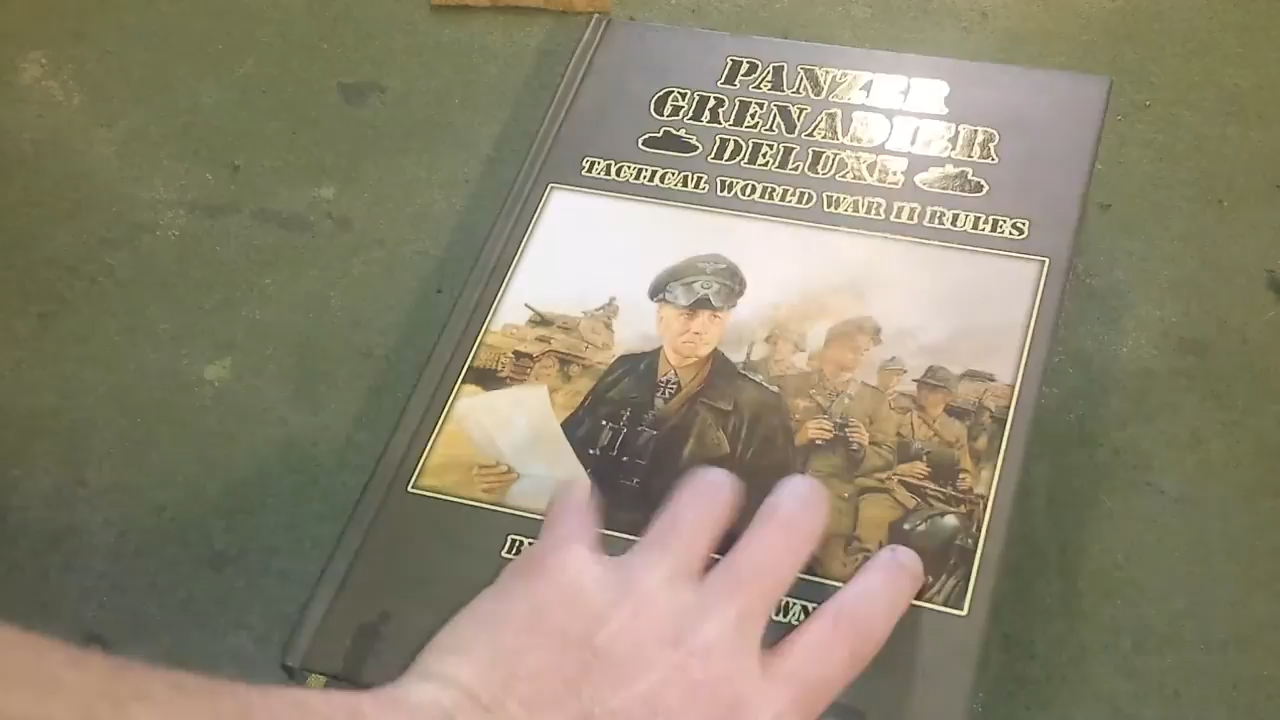 PANZER
GRENADIER
DELUXE
TACTICAL WORLD WAR II RULES